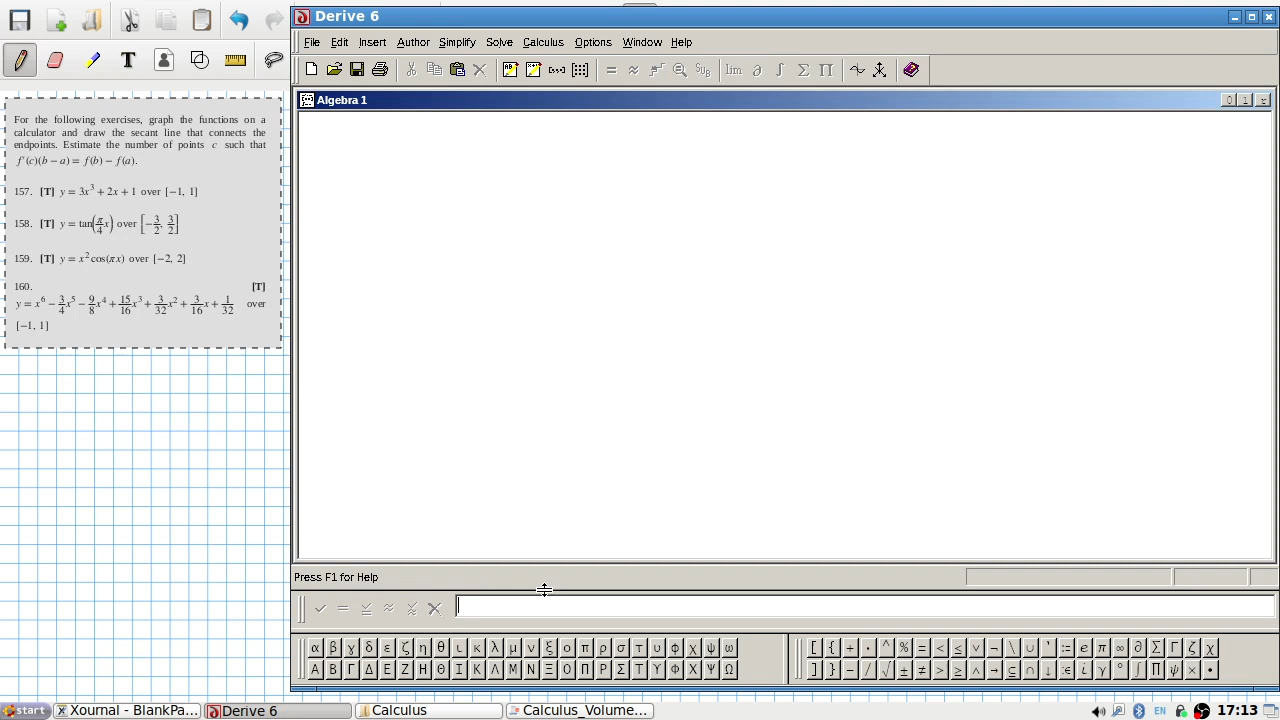 Derive 6
File Edit Insert Author Simplify Solve Calculus Options Window Help
Algebra 1
For the following exercises, graph the functions on a
calculator and draw the secant line that connects the
endpoints. Estimate the number of points c such that
f′(c)(b − a) = f(b) − f(a).
157. [T] y = 3x³ + 2x + 1 over [−1, 1]
158. [T] y = tan(π/4 x) over [−3/2, 3/2]
159. [T] y = x² cos(πx) over [−2, 2]
160. [T]
y = x⁶ − 3/4 x⁵ − 9/8 x⁴ + 15/16 x³ + 3/32 x² + 3/16 x + 1/32 over
[−1, 1]
Press F1 for Help
α β γ δ ε ζ η θ ι κ λ μ ν ξ ο π ρ σ τ υ φ χ ψ ω
Α Β Γ Δ Ε Ζ Η Θ Ι Κ Λ Μ Ν Ξ Ο Π Ρ Σ Τ Υ Φ Χ Ψ Ω
start Xournal - BlankPa... Derive 6 Calculus Calculus_Volume... EN 17:13